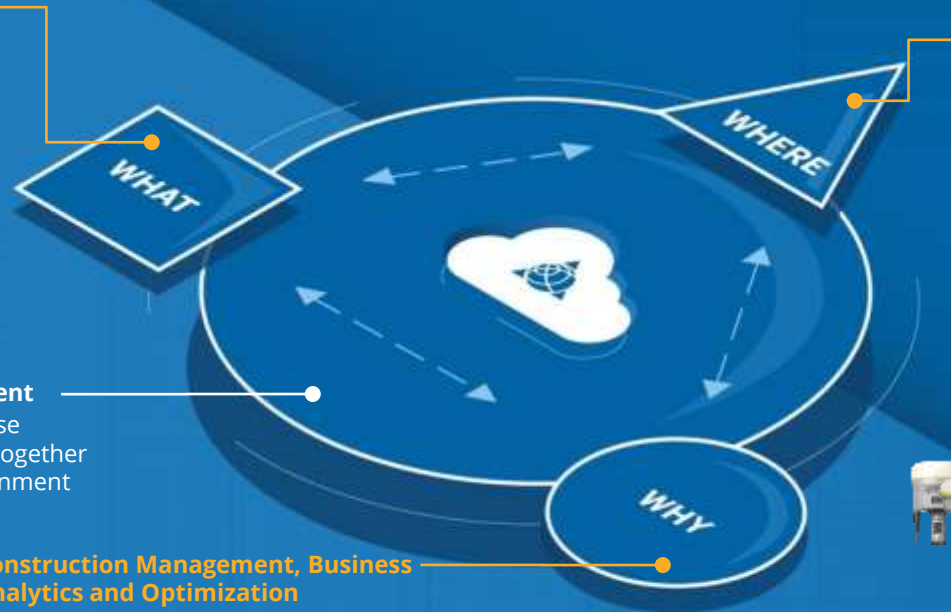 WHERE
WHAT
ent
se
ogether
nment
WHY
onstruction Management, Business
nalytics and Optimization